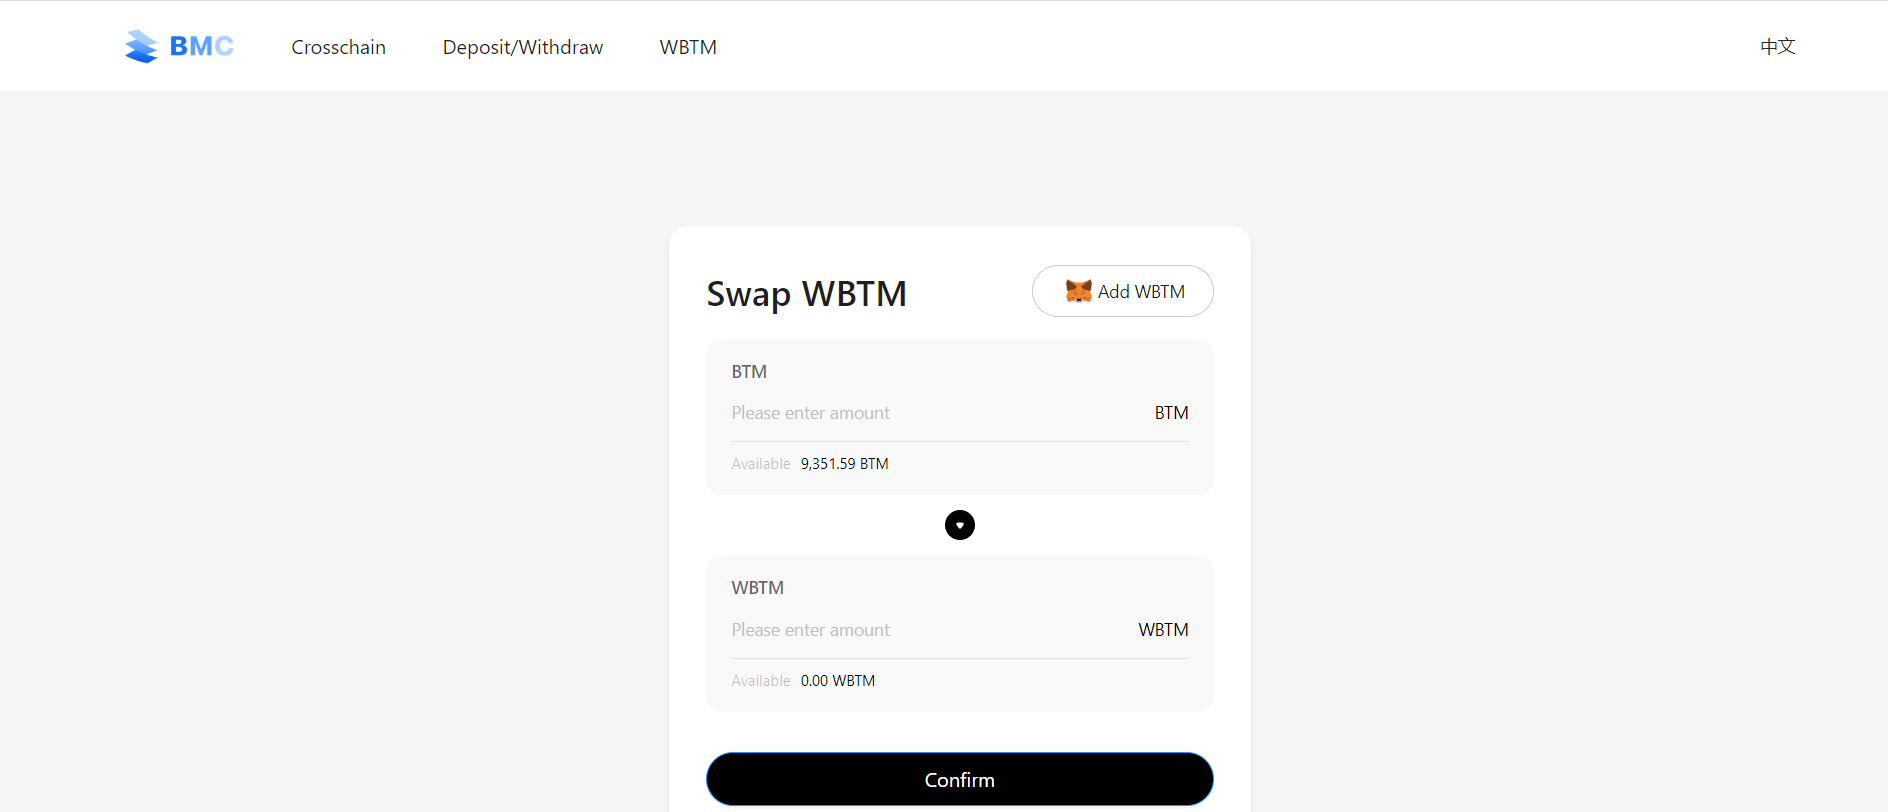 BMC Crosschain Deposit/Withdraw WBTM 中文
Swap WBTM Add WBTM
BTM
Please enter amount BTM
Available 9,351.59 BTM
WBTM
Please enter amount WBTM
Available 0.00 WBTM
Confirm